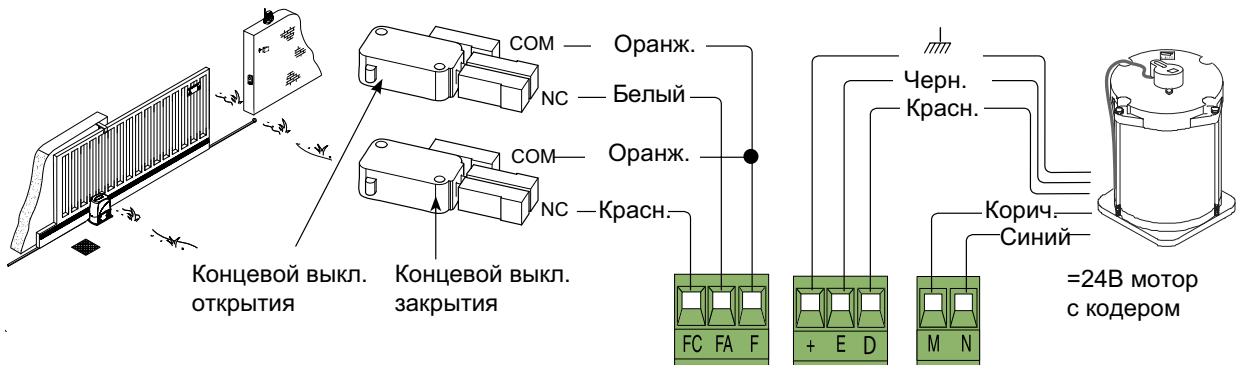 COM
Оранж.
NC
Белый
COM
Оранж.
NC
Красн.
Концевой выкл.
открытия
Концевой выкл.
закрытия
Черн.
Красн.
Корич.
Синий
=24В мотор
с кодером
FC FA F
+ E D
M N